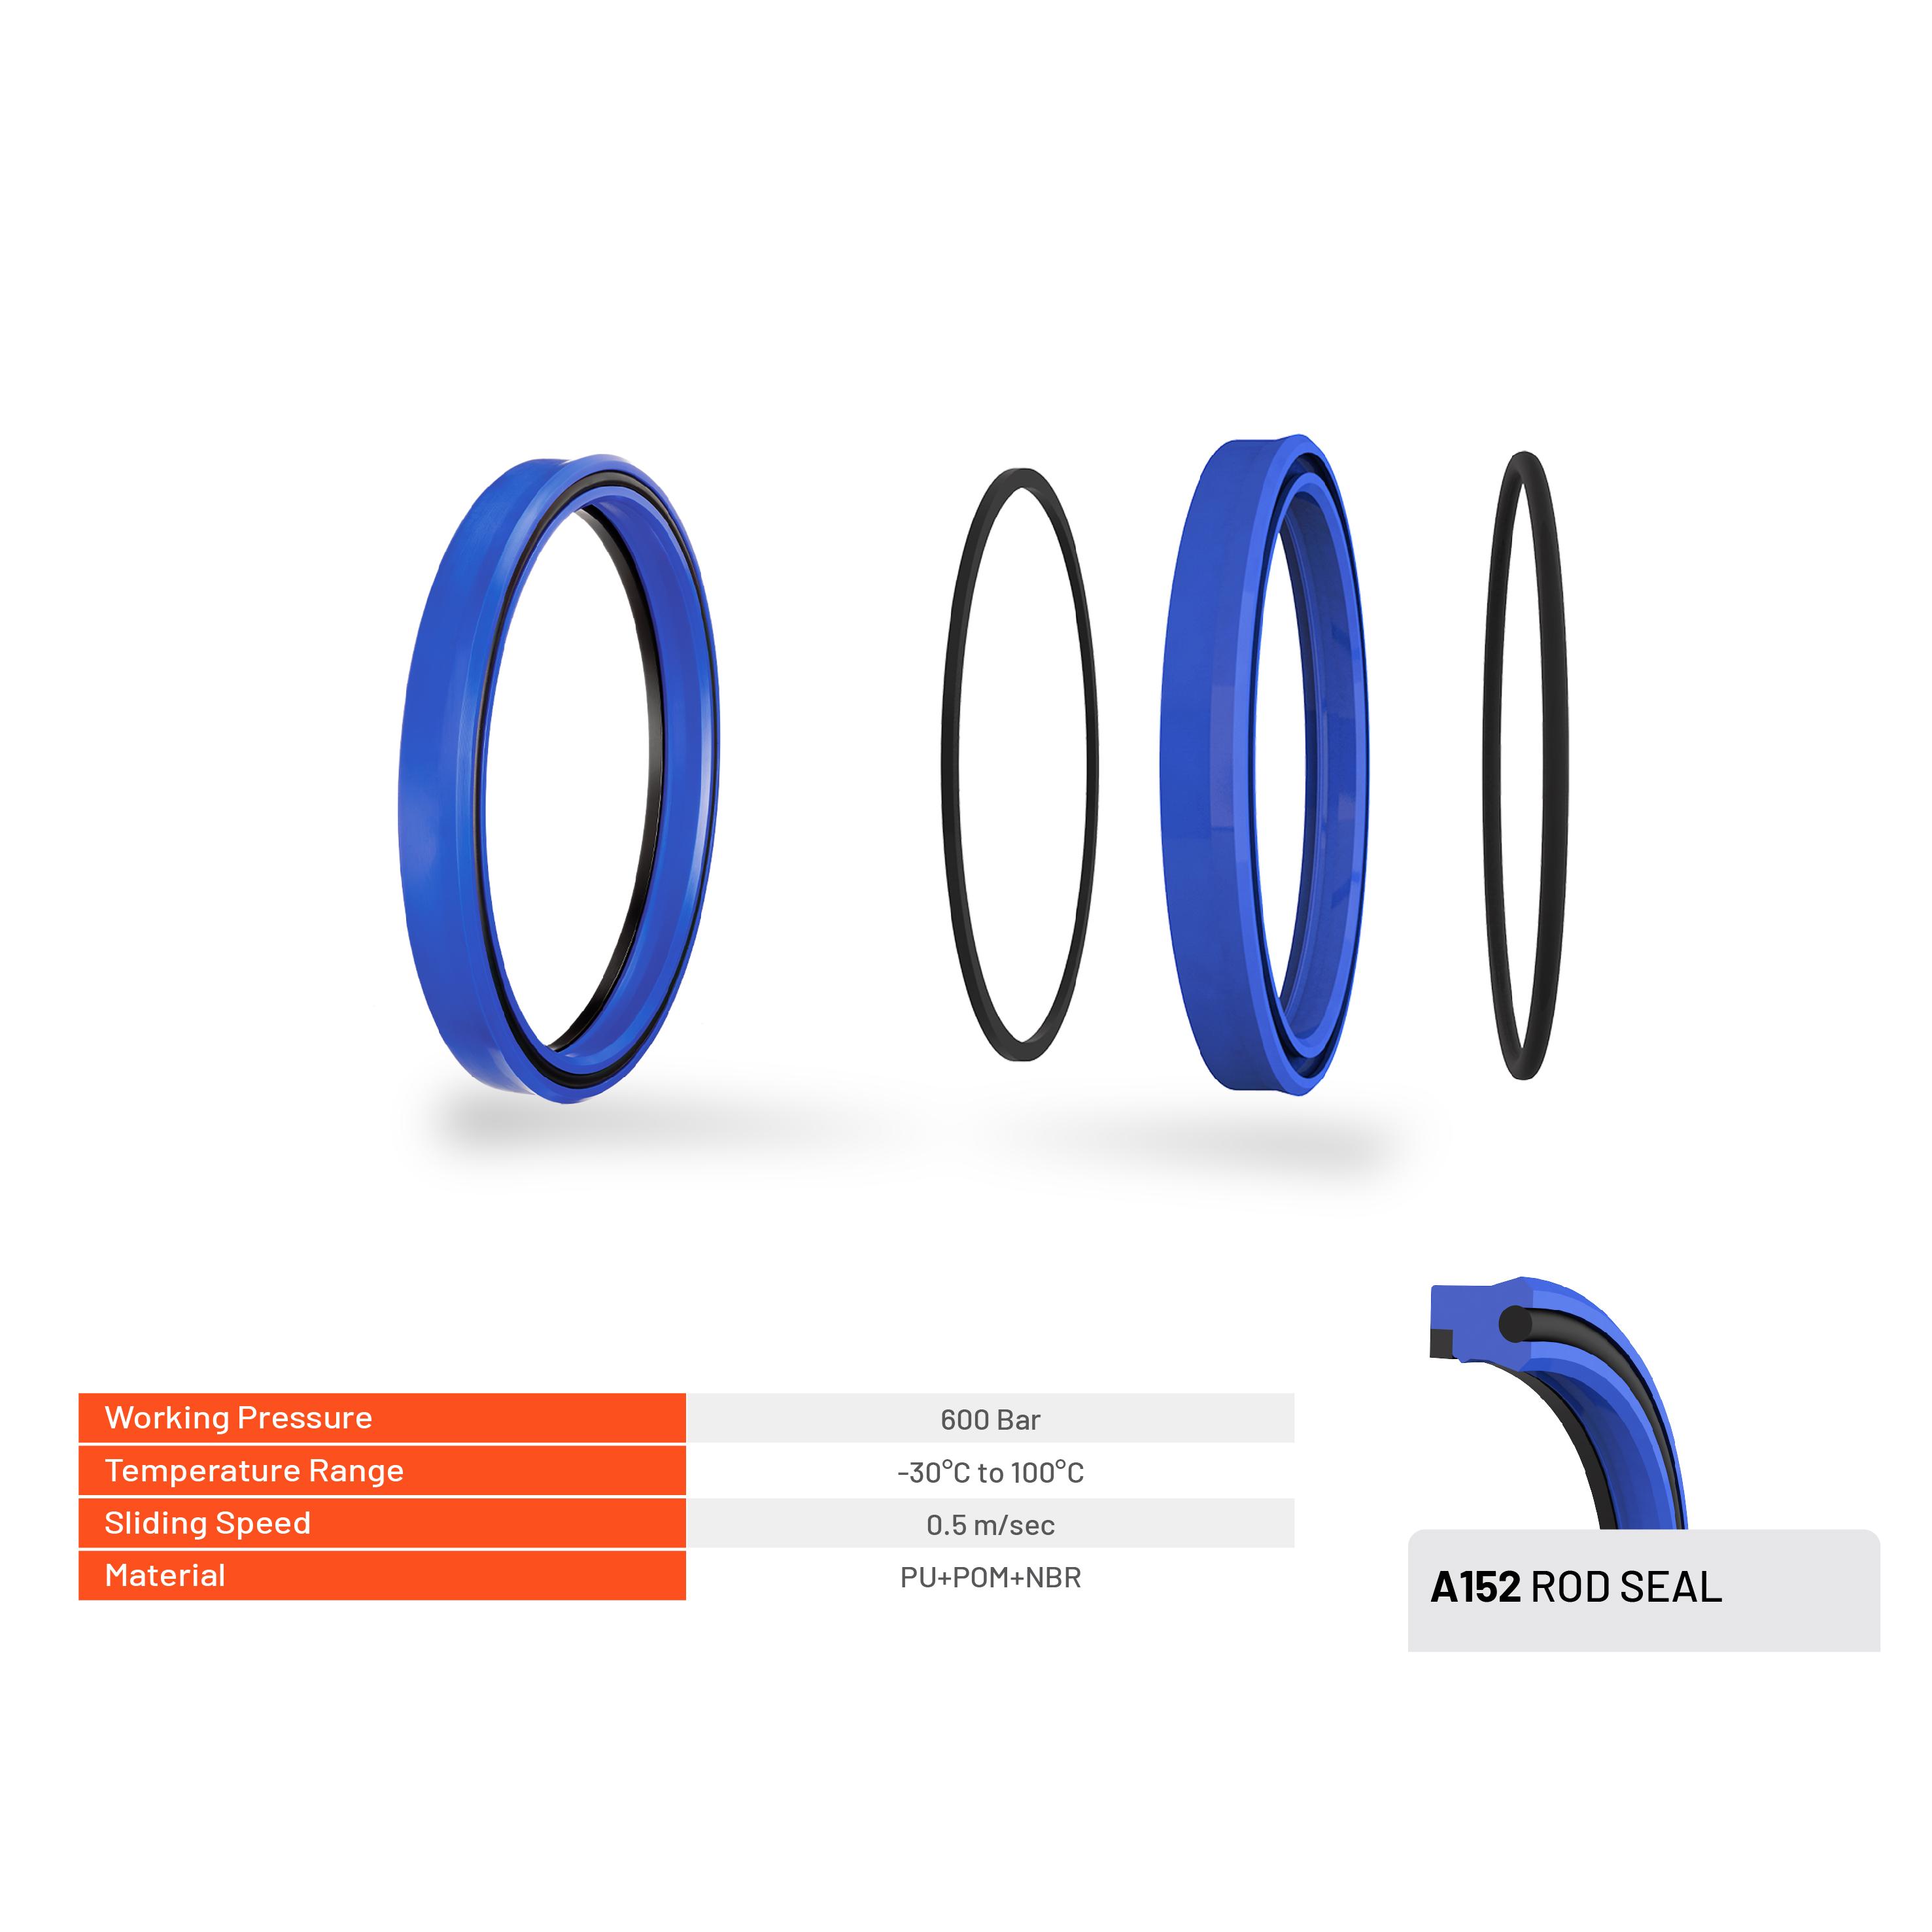 Working Pressure 600 Bar
Temperature Range -30°C to 100°C
Sliding Speed 0.5 m/sec
Material PU+POM+NBR
A152 ROD SEAL